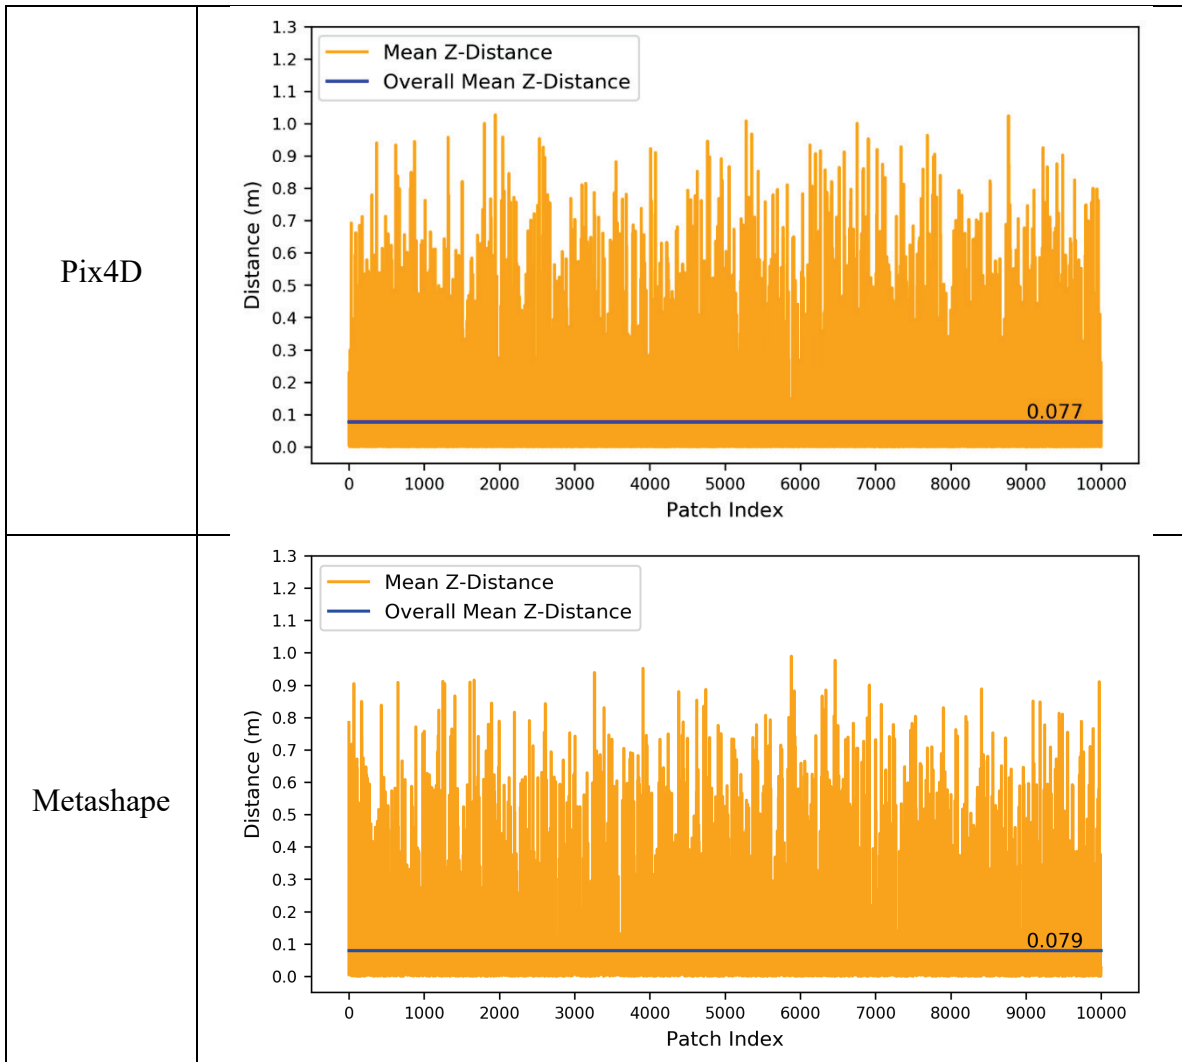 Pix4D
1.3
1.2
1.1
1.0
0.9
0.8
0.7
0.6
0.5
0.4
0.3
0.2
0.1
0.0
Distance (m)
Mean Z-Distance
Overall Mean Z-Distance
0.077
0 1000 2000 3000 4000 5000 6000 7000 8000 9000 10000
Patch Index
Metashape
1.3
1.2
1.1
1.0
0.9
0.8
0.7
0.6
0.5
0.4
0.3
0.2
0.1
0.0
Distance (m)
Mean Z-Distance
Overall Mean Z-Distance
0.079
0 1000 2000 3000 4000 5000 6000 7000 8000 9000 10000
Patch Index